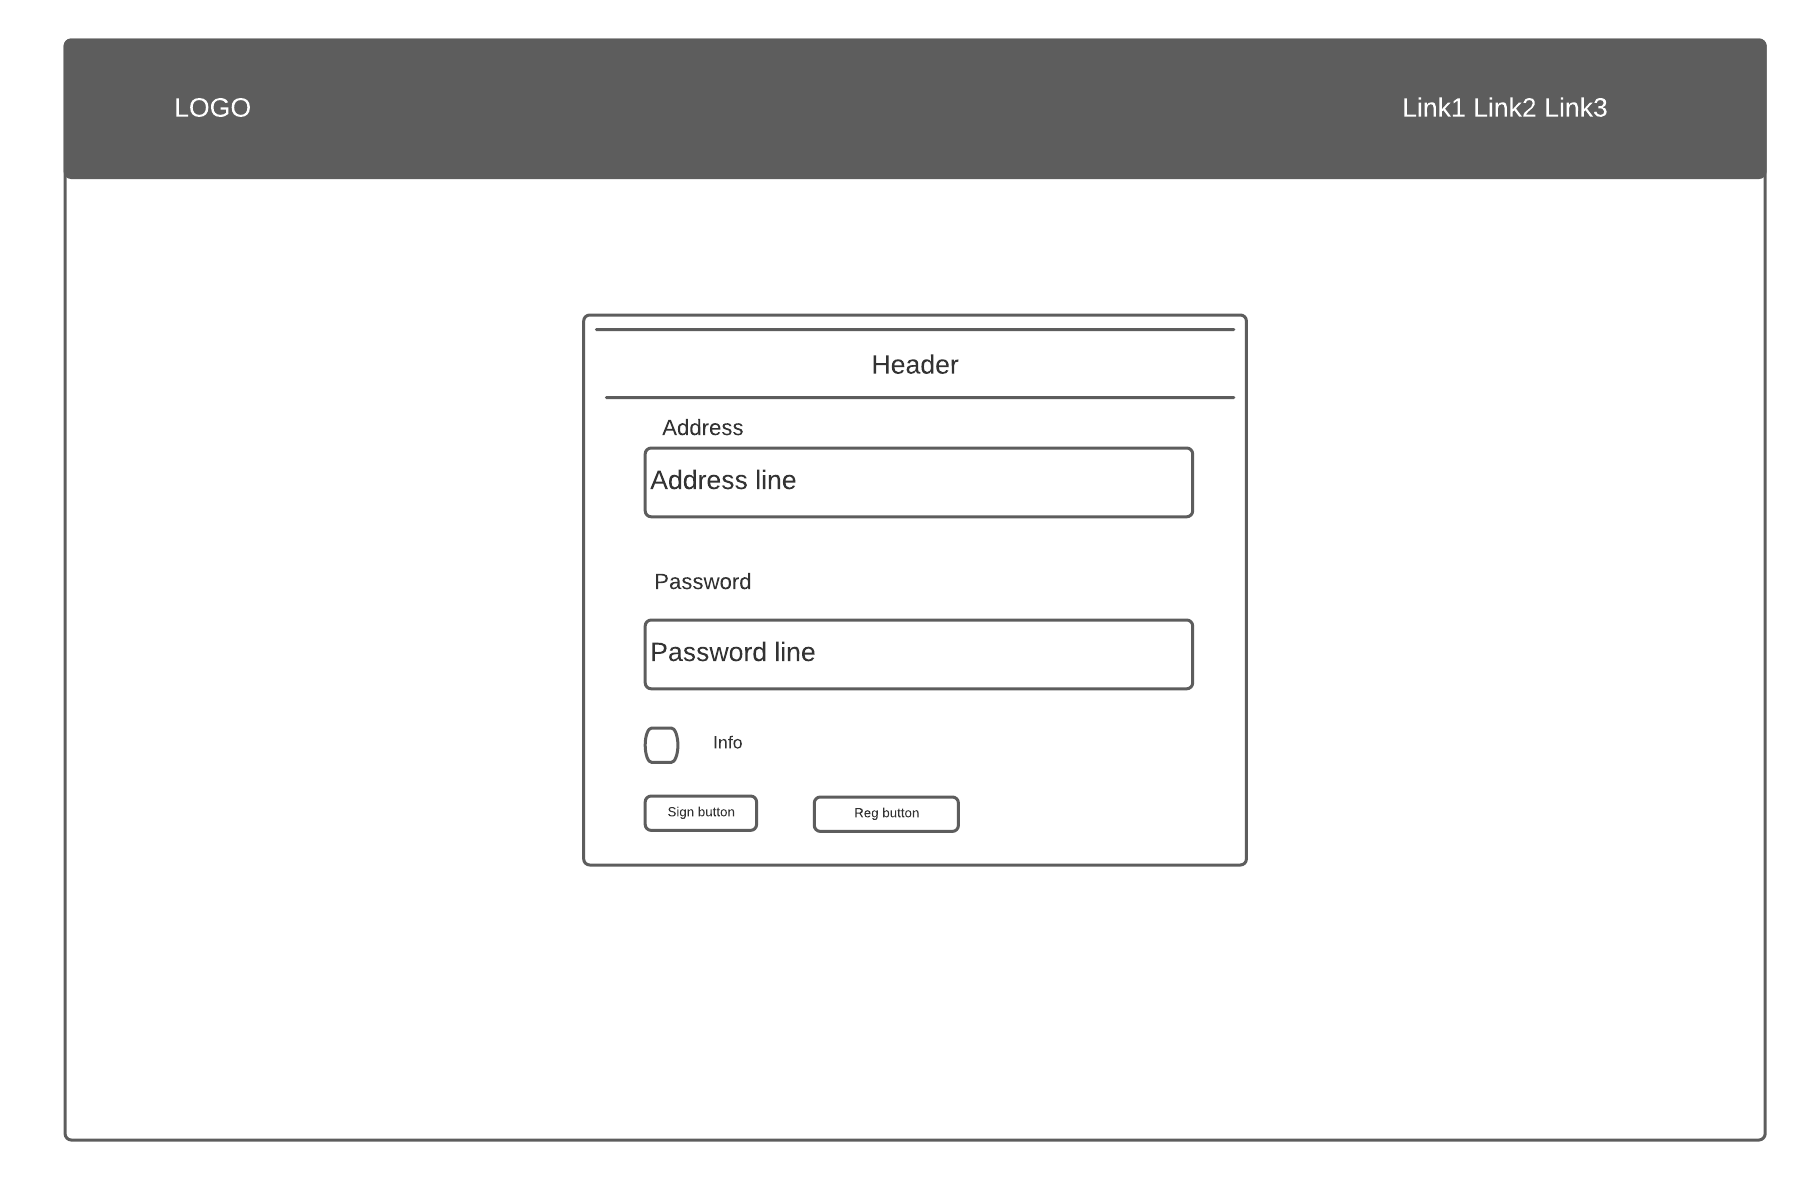 LOGO
Link1 Link2 Link3
Header
Address
Address line
Password
Password line
Info
Sign button
Reg button